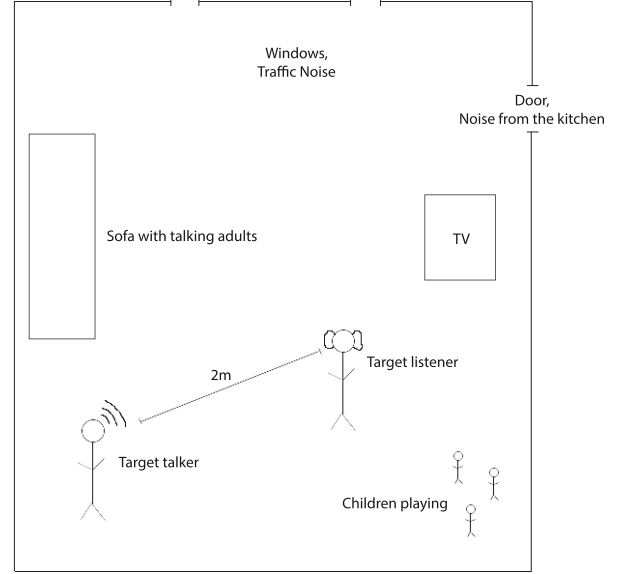 Windows,
Traffic Noise
Door,
Noise from the kitchen
Sofa with talking adults
TV
Target listener
2m
Target talker
Children playing